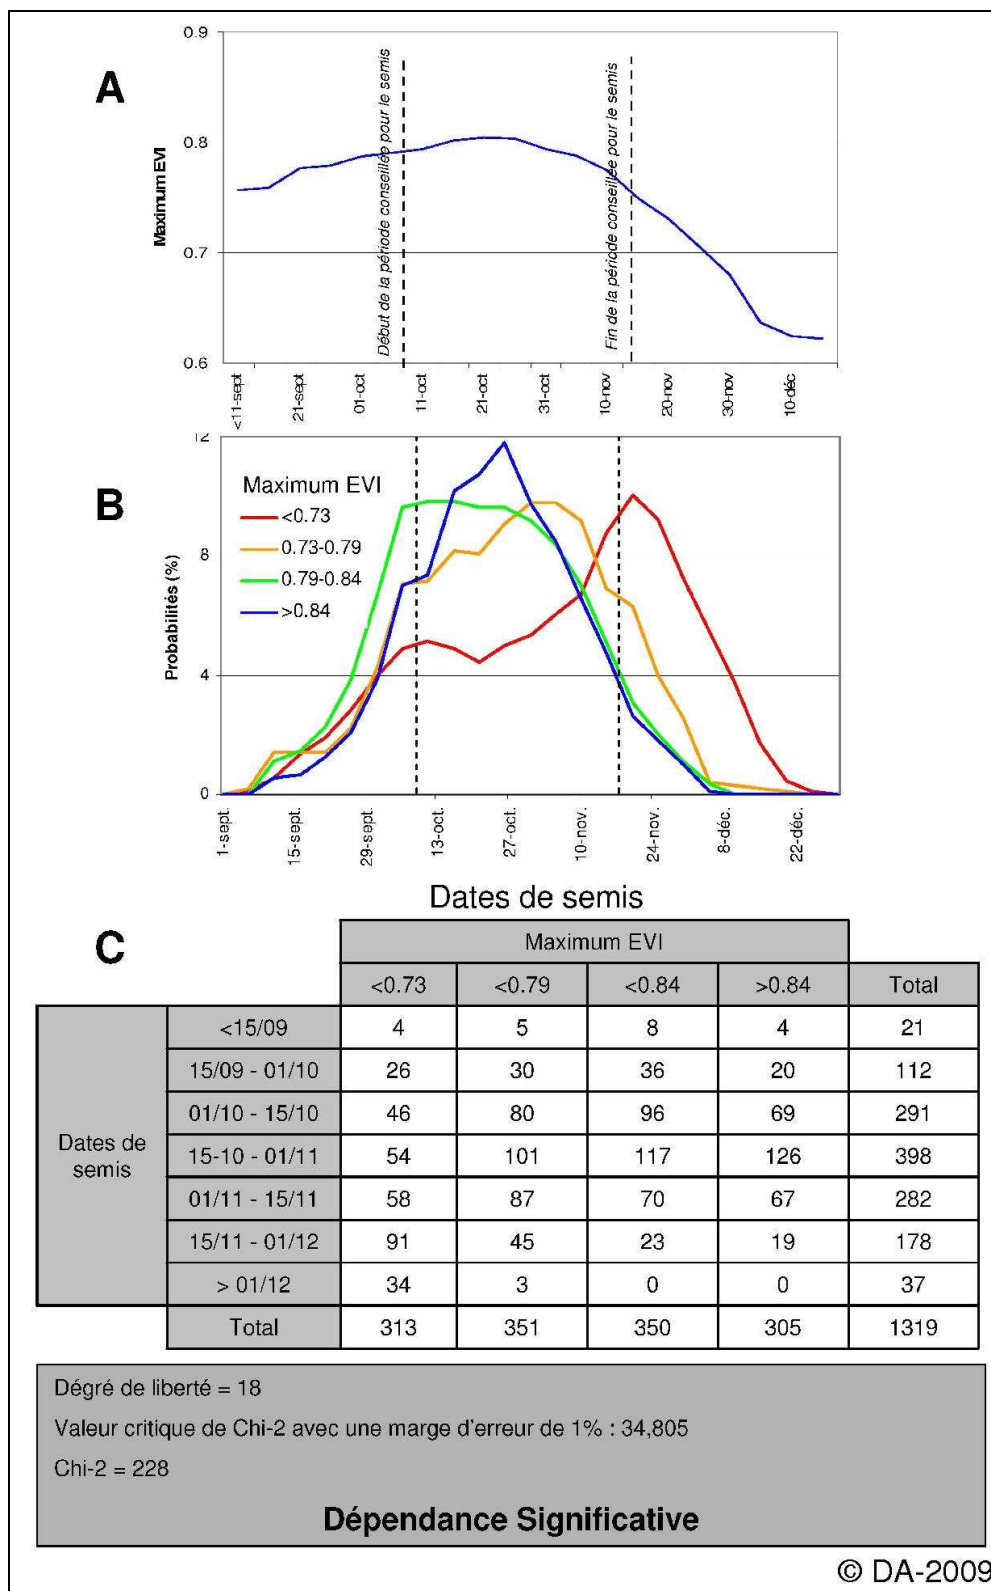 A
0.9
0.8
0.7
0.6
Maximum EVI
Début de la période conseillée pour le semis
Fin de la période conseillée pour le semis
<11-sept
21-sept
01-oct
11-oct
21-oct
31-oct
10-nov
20-nov
30-nov
10-déc
B
12
8
4
0
Probabilités (%)
Maximum EVI
<0.73
0.73-0.79
0.79-0.84
>0.84
1-sept.
15-sept.
29-sept.
13-oct.
27-oct.
10-nov.
24-nov.
8-déc.
22-déc.
Dates de semis
C
Maximum EVI
<0.73 <0.79 <0.84 >0.84 Total
Dates de semis
<15/09 4 5 8 4 21
15/09 - 01/10 26 30 36 20 112
01/10 - 15/10 46 80 96 69 291
15-10 - 01/11 54 101 117 126 398
01/11 - 15/11 58 87 70 67 282
15/11 - 01/12 91 45 23 19 178
> 01/12 34 3 0 0 37
Total 313 351 350 305 1319
Dégré de liberté = 18
Valeur critique de Chi-2 avec une marge d'erreur de 1% : 34,805
Chi-2 = 228
Dépendance Significative
© DA-2009